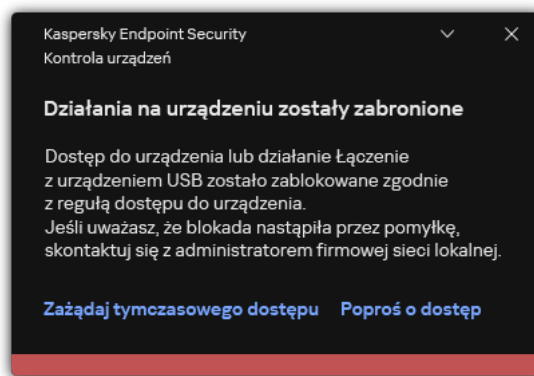 Kaspersky Endpoint Security
Kontrola urządzeń
Działania na urządzeniu zostały zabronione
Dostęp do urządzenia lub działanie Łączenie
z urządzeniem USB zostało zablokowane zgodnie
z regułą dostępu do urządzenia.
Jeśli uważasz, że blokada nastąpiła przez pomyłkę,
skontaktuj się z administratorem firmowej sieci lokalnej.
Zażądaj tymczasowego dostępu Poproś o dostęp